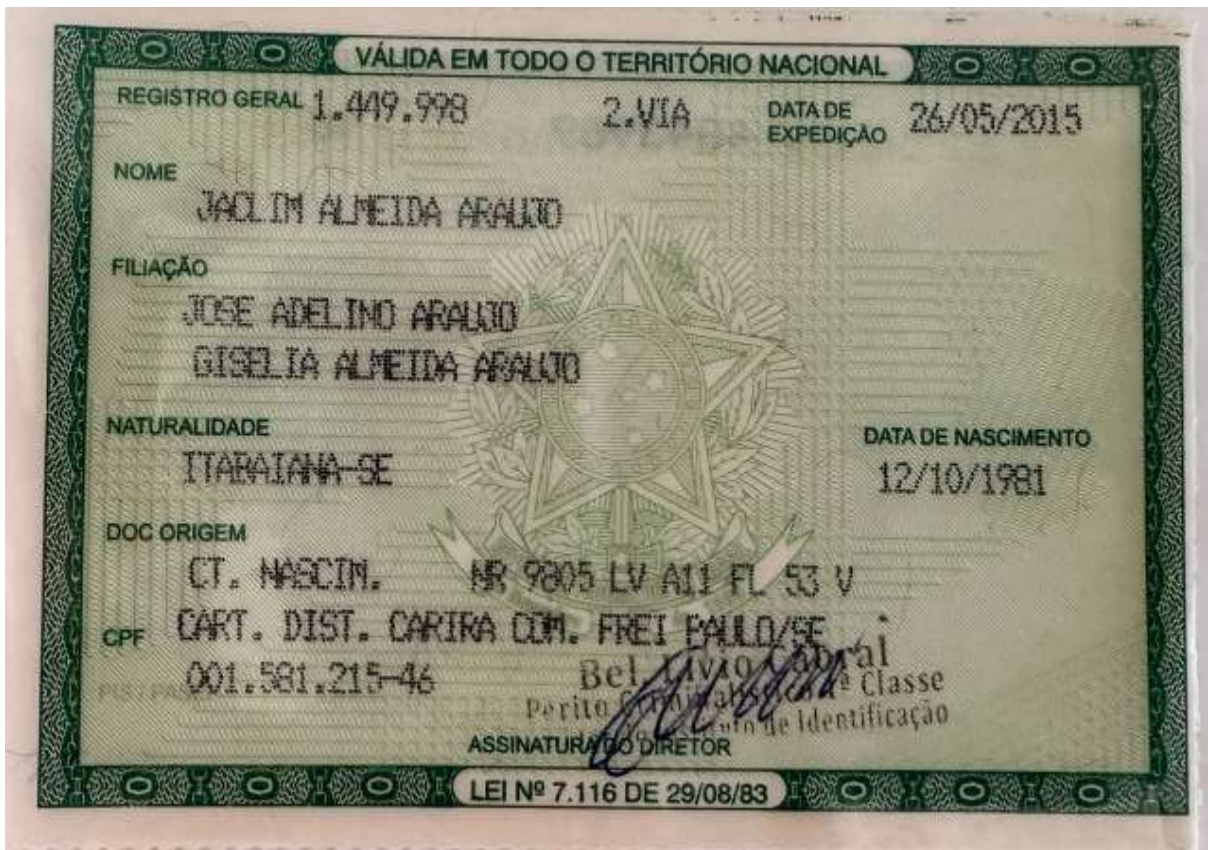 VÁLIDA EM TODO O TERRITÓRIO NACIONAL
REGISTRO GERAL 1.449.998 2.VIA DATA DE EXPEDIÇÃO 26/05/2015
NOME
JACLIM ALMEIDA ARAUJO
FILIAÇÃO
JOSE ADELINO ARAUJO
GISELIA ALMEIDA ARAUJO
NATURALIDADE DATA DE NASCIMENTO
ITABAIANA-SE 12/10/1981
DOC ORIGEM
CT. NASCIM. NR 9805 LV A11 FL 53 V
CPF CART. DIST. CARIRA COM. FREI PAULO/SE
001.581.215-46 Bel. Livio Cabral
Perito Classe
de Identificação
ASSINATURA DO DIRETOR
LEI Nº 7.116 DE 29/08/83